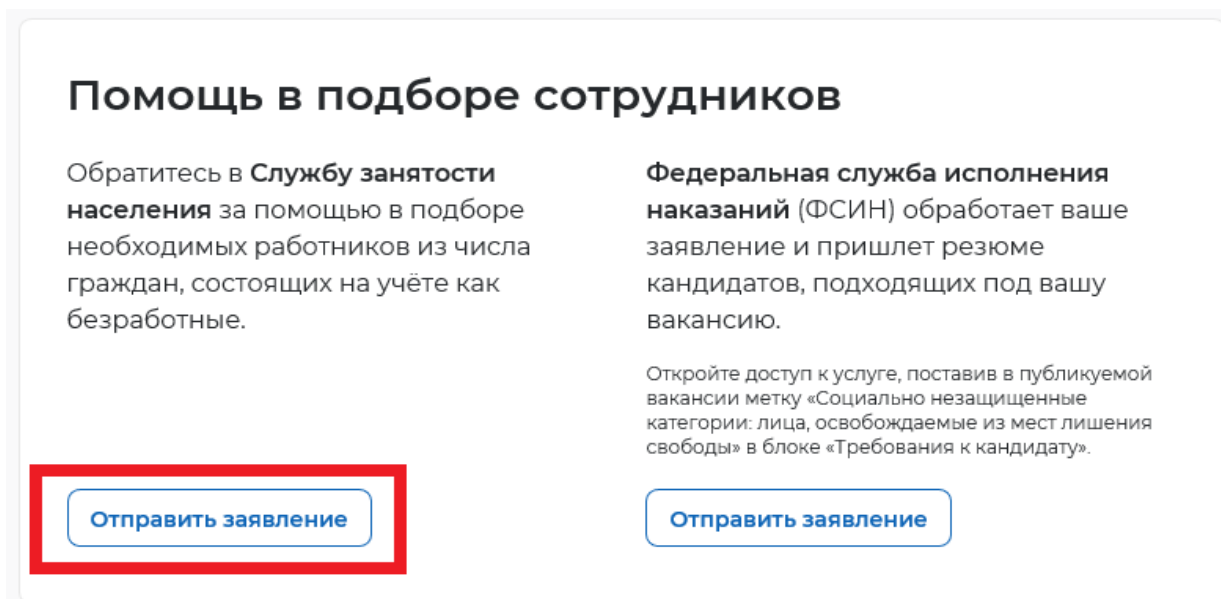 Помощь в подборе сотрудников
Обратитесь в Службу занятости
населения за помощью в подборе
необходимых работников из числа
граждан, состоящих на учёте как
безработные.
Отправить заявление
Федеральная служба исполнения
наказаний (ФСИН) обработает ваше
заявление и пришлет резюме
кандидатов, подходящих под вашу
вакансию.
Откройте доступ к услуге, поставив в публикуемой
вакансии метку «Социально незащищенные
категории: лица, освобождаемые из мест лишения
свободы» в блоке «Требования к кандидату».
Отправить заявление